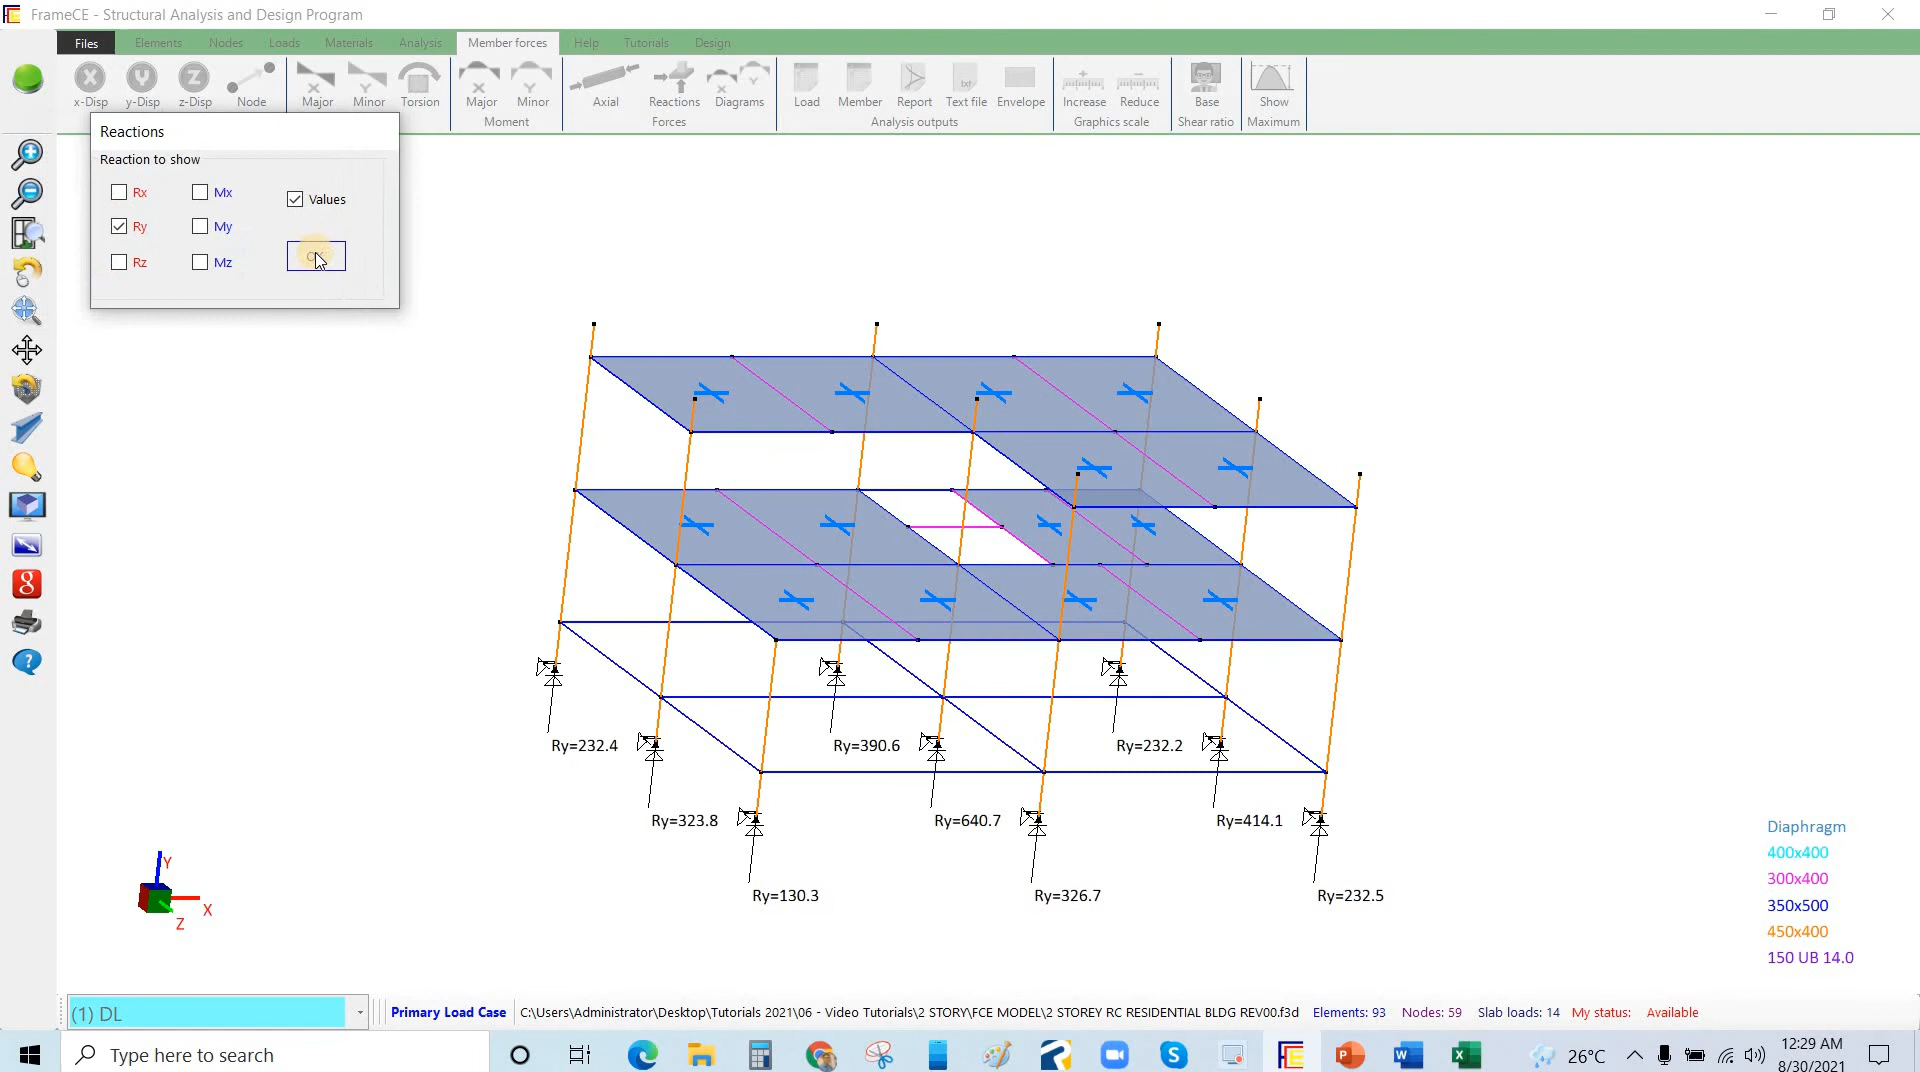 FrameCE - Structural Analysis and Design Program
Files Elements Nodes Loads Materials Analysis Member forces Help Tutorials Design
X Y Z
x-Disp y-Disp z-Disp Node Major Minor Torsion Major Minor Axial Reactions Diagrams Load Member Report Text file Envelope Increase Reduce Base Show
Moment Forces Analysis outputs Graphics scale Shear ratio Maximum
Reactions
Reaction to show
Rx Mx Values
Ry My
Rz Mz
Ry=232.4 Ry=390.6 Ry=232.2
Ry=323.8 Ry=640.7 Ry=414.1
Ry=130.3 Ry=326.7 Ry=232.5
Y
X
Z
Diaphragm
400x400
300x400
350x500
450x400
150 UB 14.0
(1) DL Primary Load Case C:\Users\Administrator\Desktop\Tutorials 2021\06 - Video Tutorials\2 STORY\FCE MODEL\2 STOREY RC RESIDENTIAL BLDG REV00.f3d Elements: 93 Nodes: 59 Slab loads: 14 My status: Available
Type here to search
26°C
12:29 AM
8/30/2021